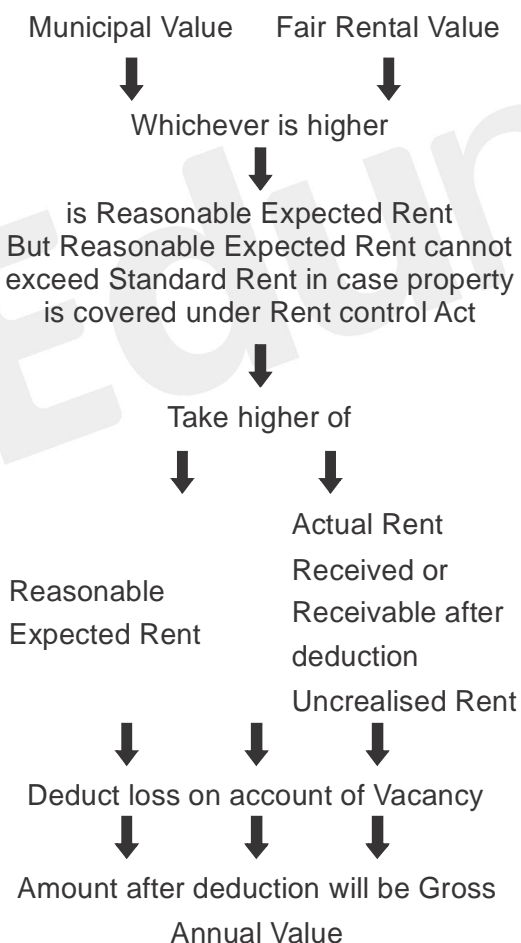 Municipal Value Fair Rental Value
Whichever is higher
is Reasonable Expected Rent
But Reasonable Expected Rent cannot
exceed Standard Rent in case property
is covered under Rent control Act
Take higher of
Reasonable
Expected Rent
Actual Rent
Received or
Receivable after
deduction
Uncrealised Rent
Deduct loss on account of Vacancy
Amount after deduction will be Gross
Annual Value